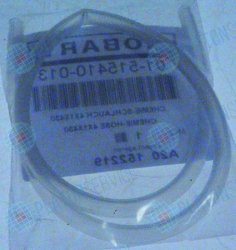 OBAR
01-515410-013
CHEMIE-SCHLAUCH 4X1X430
CHEMIE-HOSE 4X1X430
1
A20 152219